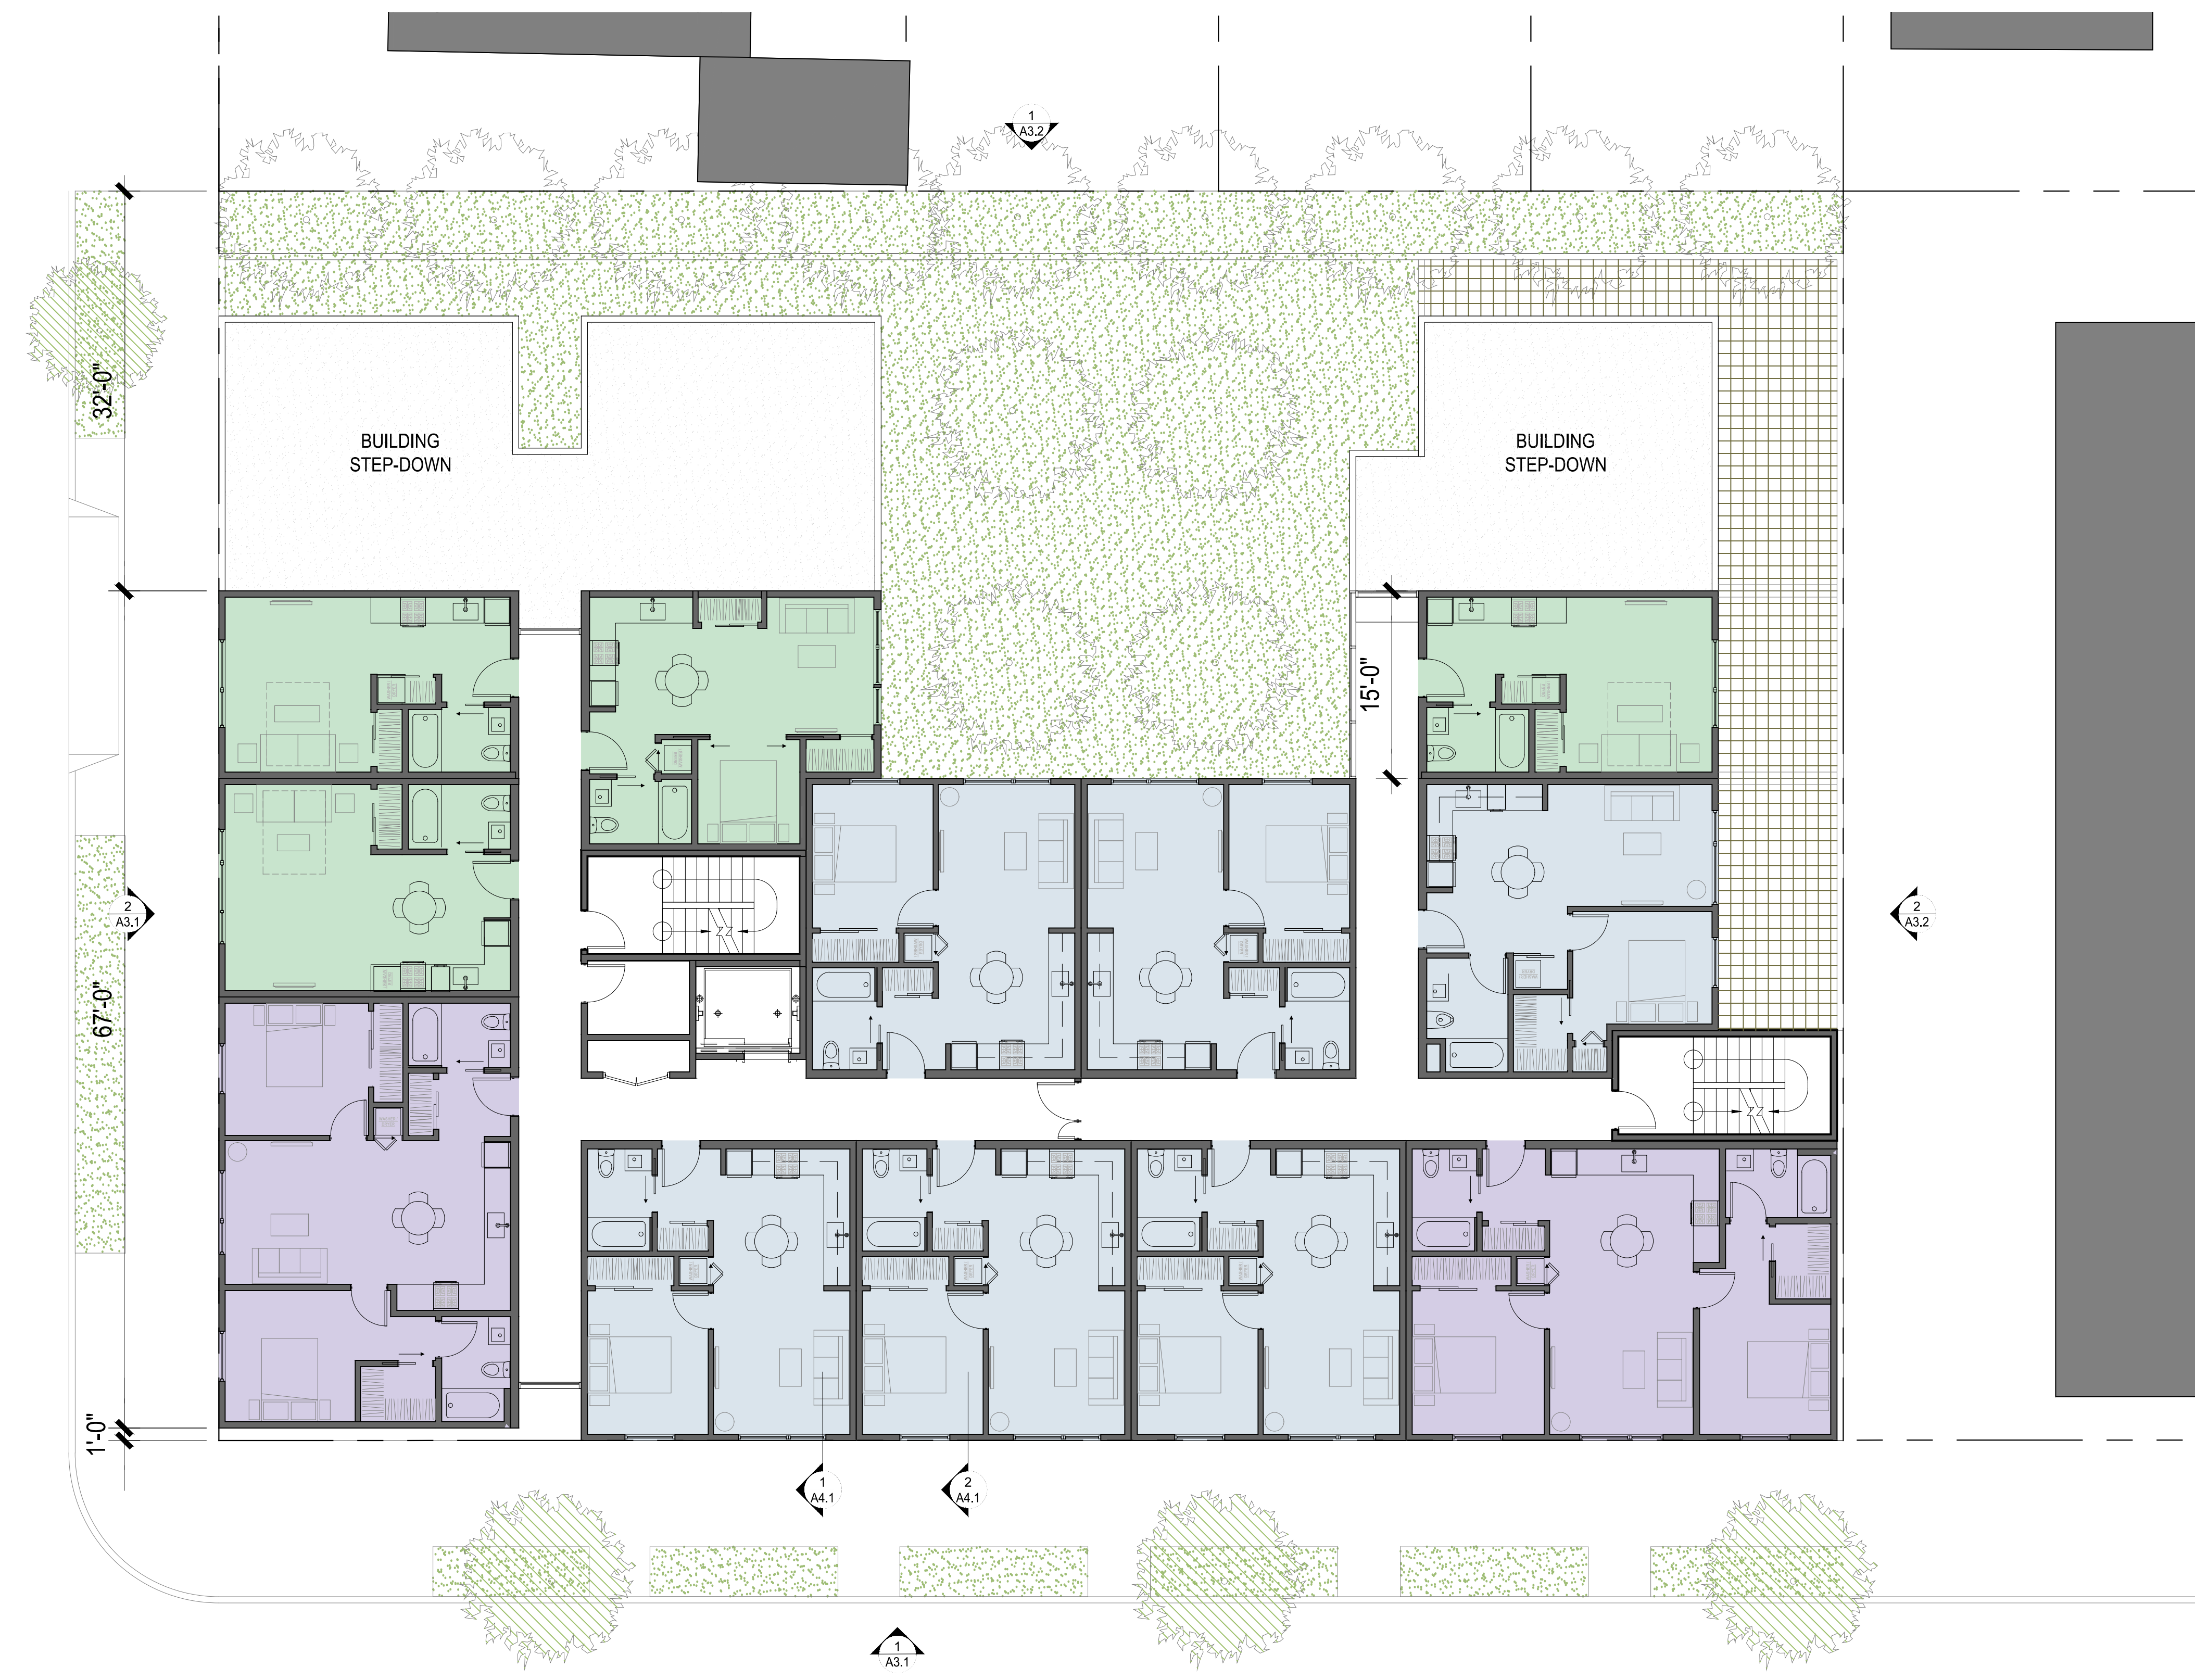 1
A3.2
32'-0"
BUILDING
STEP-DOWN
BUILDING
STEP-DOWN
15'-0"
2
A3.1
2
A3.2
67'-0"
1'-0"
1
A4.1
2
A4.1
1
A3.1